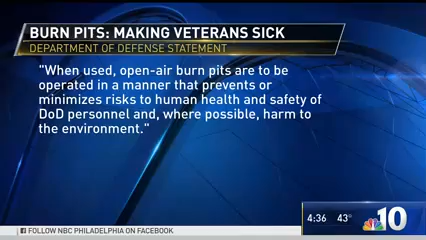 BURN PITS: MAKING VETERANS SICK
DEPARTMENT OF DEFENSE STATEMENT
"When used, open-air burn pits are to be
operated in a manner that prevents or
minimizes risks to human health and safety of
DoD personnel and, where possible, harm to
the environment."
4:36 43° 10
FOLLOW NBC PHILADELPHIA ON FACEBOOK